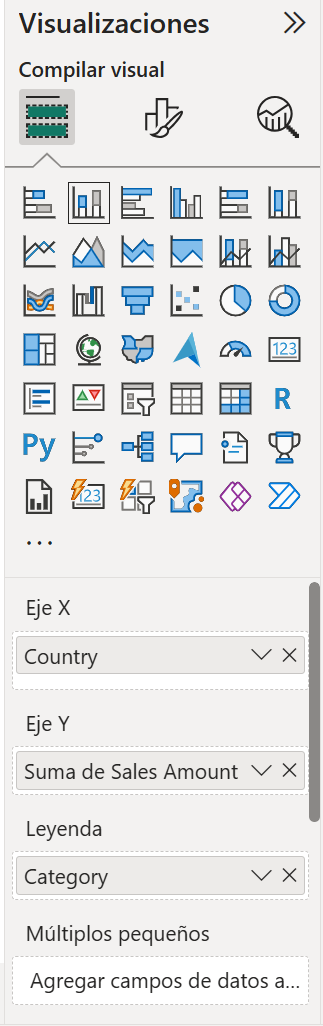 Visualizaciones
Compilar visual
123
R
Py
123
Eje X
Country
Eje Y
Suma de Sales Amount
Leyenda
Category
Múltiplos pequeños
Agregar campos de datos a...